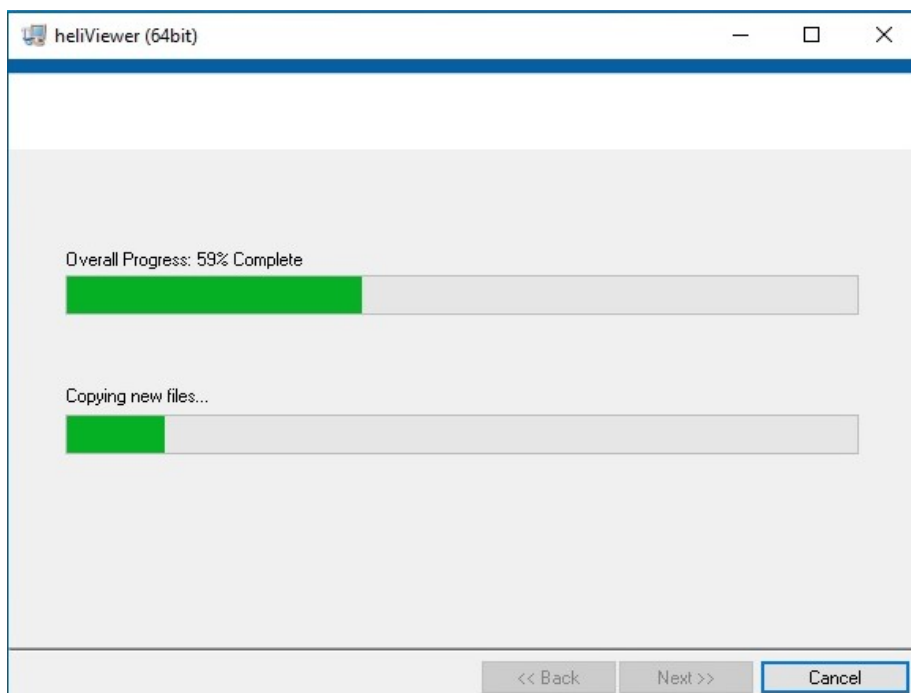 heliViewer (64bit)
Overall Progress: 59% Complete
Copying new files...
<< Back
Next >>
Cancel